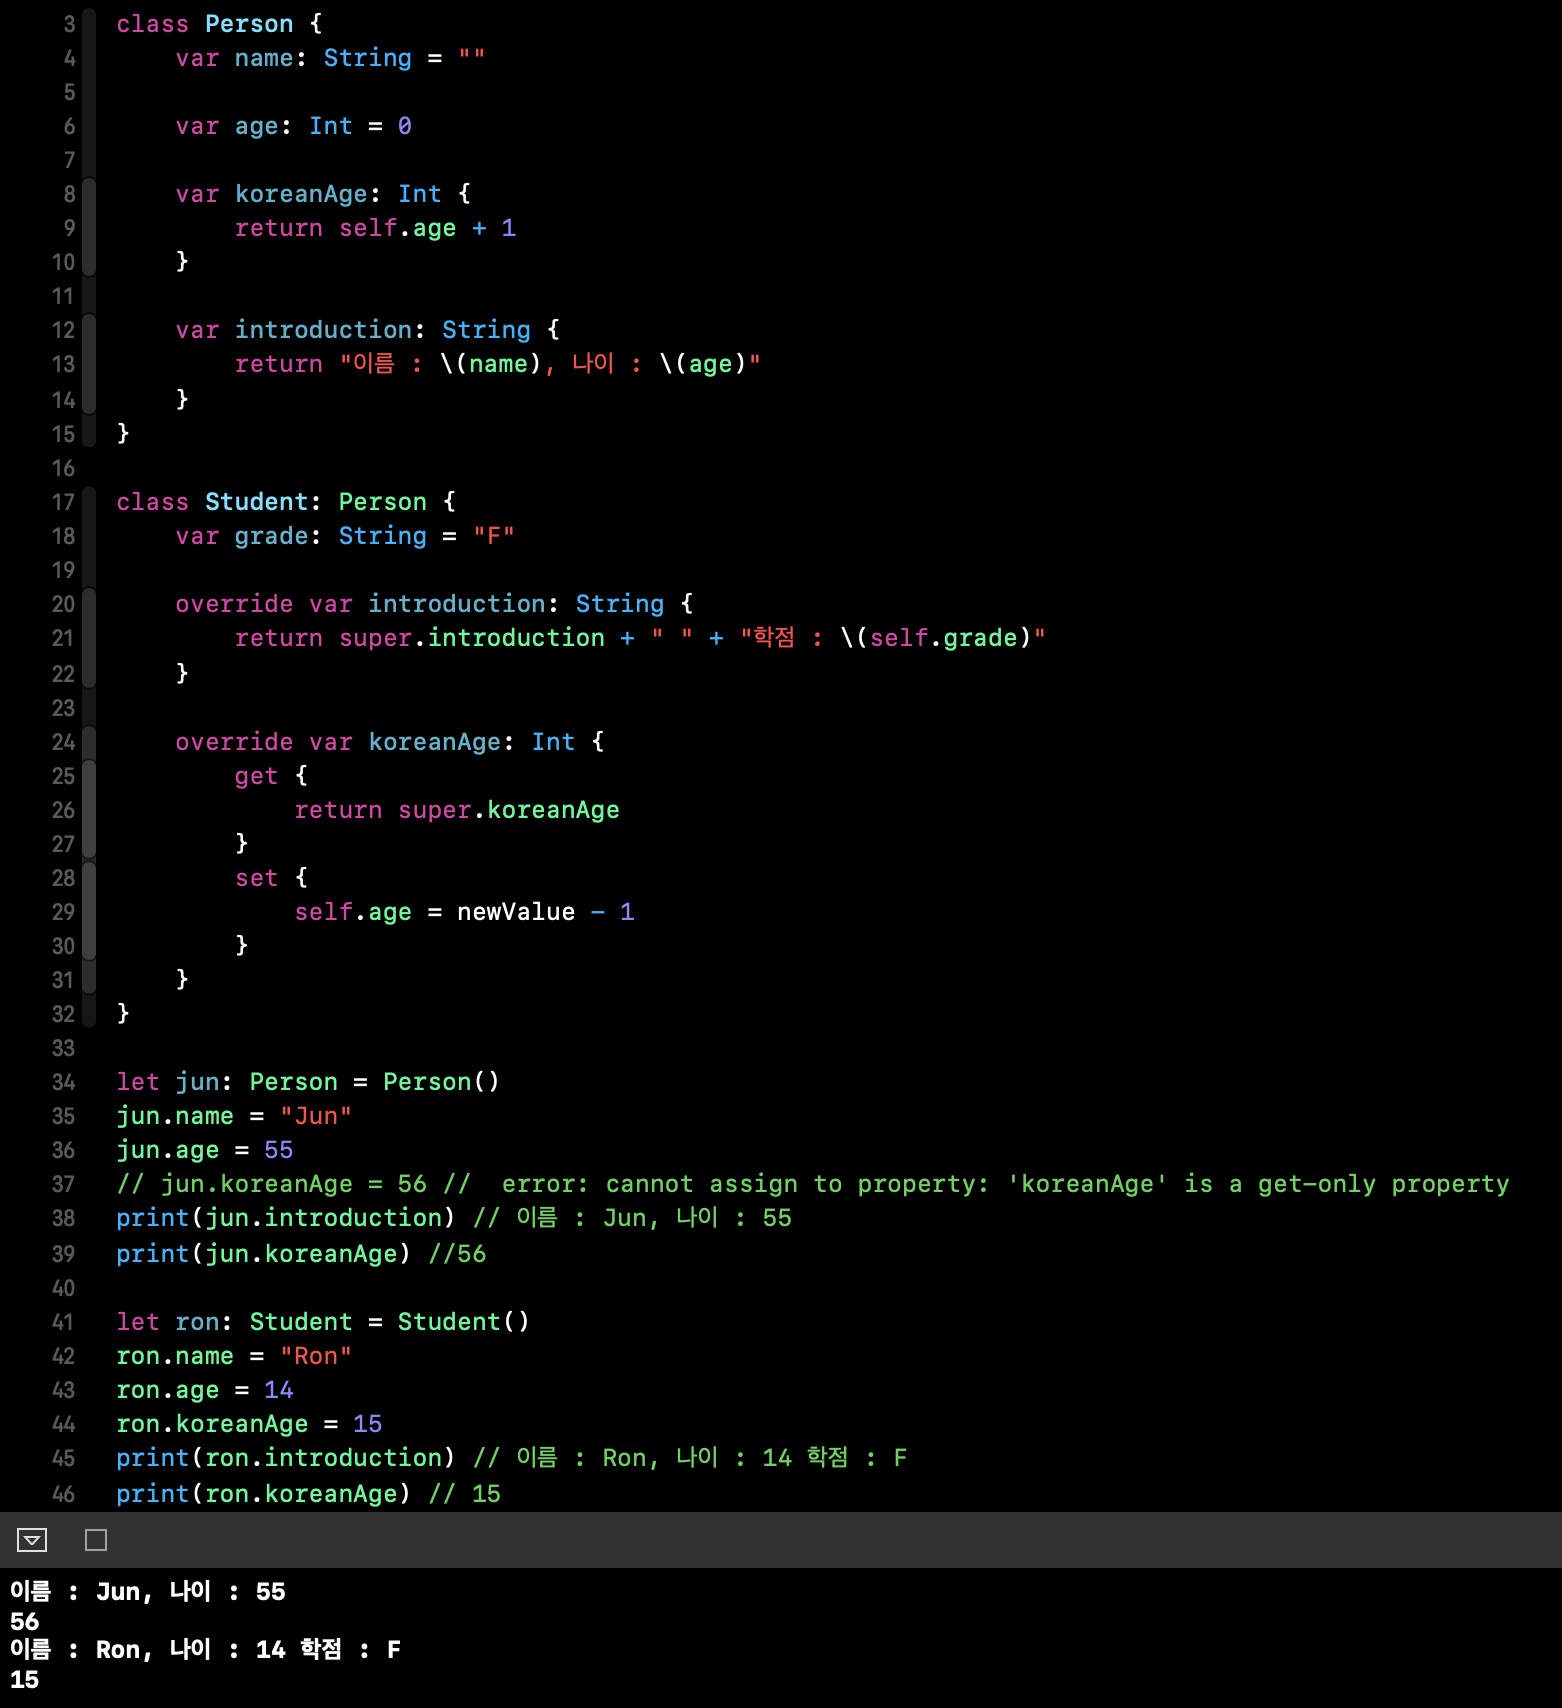 3 class Person {
4     var name: String = ""
5
6     var age: Int = 0
7
8     var koreanAge: Int {
9         return self.age + 1
10     }
11
12     var introduction: String {
13         return "이름 : \(name), 나이 : \(age)"
14     }
15 }
16
17 class Student: Person {
18     var grade: String = "F"
19
20     override var introduction: String {
21         return super.introduction + " " + "학점 : \(self.grade)"
22     }
23
24     override var koreanAge: Int {
25         get {
26             return super.koreanAge
27         }
28         set {
29             self.age = newValue - 1
30         }
31     }
32 }
33
34 let jun: Person = Person()
35 jun.name = "Jun"
36 jun.age = 55
37 // jun.koreanAge = 56 //  error: cannot assign to property: 'koreanAge' is a get-only property
38 print(jun.introduction) // 이름 : Jun, 나이 : 55
39 print(jun.koreanAge) //56
40
41 let ron: Student = Student()
42 ron.name = "Ron"
43 ron.age = 14
44 ron.koreanAge = 15
45 print(ron.introduction) // 이름 : Ron, 나이 : 14 학점 : F
46 print(ron.koreanAge) // 15
이름 : Jun, 나이 : 55
56
이름 : Ron, 나이 : 14 학점 : F
15